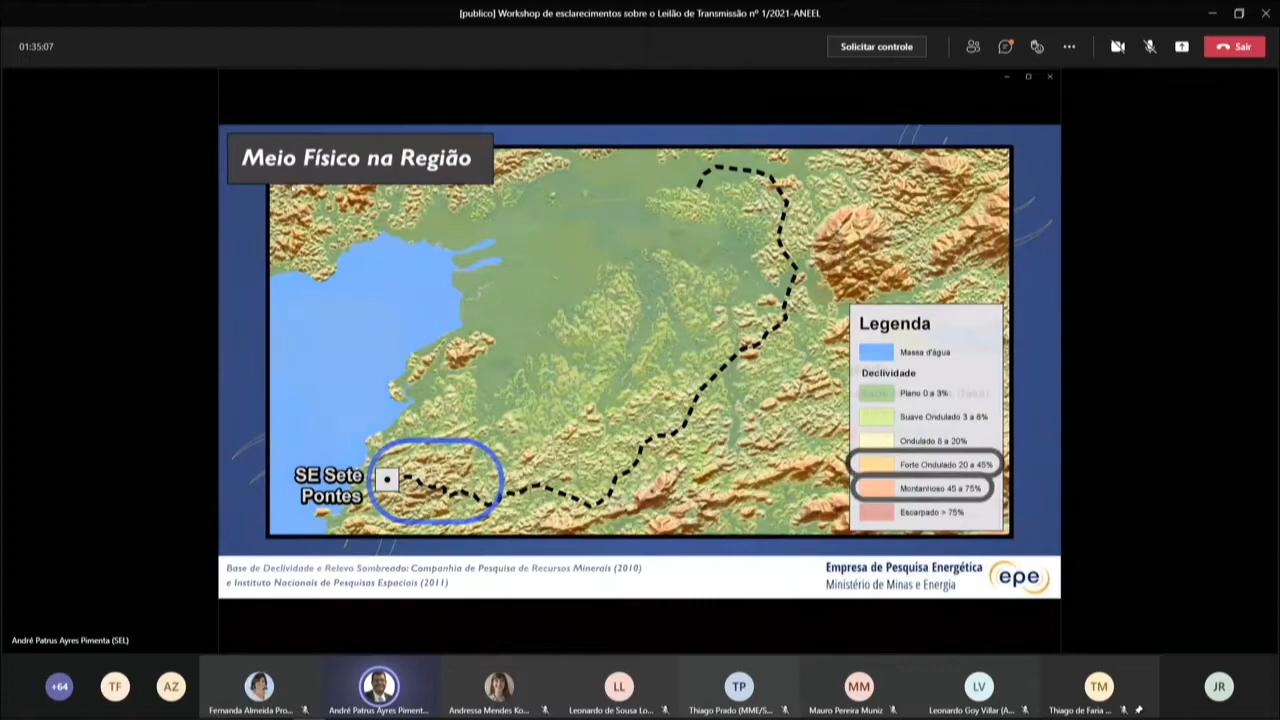 [publico] Workshop de esclarecimentos sobre o Leilão de Transmissão nº 1/2021-ANEEL
01:35:07
Solicitar controle
Sair
Meio Físico na Região
SE Sete
Pontes
Legenda
Massa d'água
Declividade
Plano 0 a 3%
Suave Ondulado 3 a 8%
Ondulado 8 a 20%
Forte Ondulado 20 a 45%
Montanhoso 45 a 75%
Escarpado > 75%
Base de Declividade e Relevo Sombreado: Companhia de Pesquisa de Recursos Minerais (2010)
e Instituto Nacional de Pesquisas Espaciais (2011)
Empresa de Pesquisa Energética
Ministério de Minas e Energia
epe
André Patrus Ayres Pimenta (SEL)
+64
TF
AZ
LL
TP
MM
LV
TM
JR
Fernanda Almeida Pro...
André Patrus Ayres Piment...
Andressa Mendes Ko...
Leonardo de Sousa Lo...
Thiago Prado (MME/S...
Mauro Pereira Muniz
Leonardo Goy Villar (A...
Thiago de Faria ...